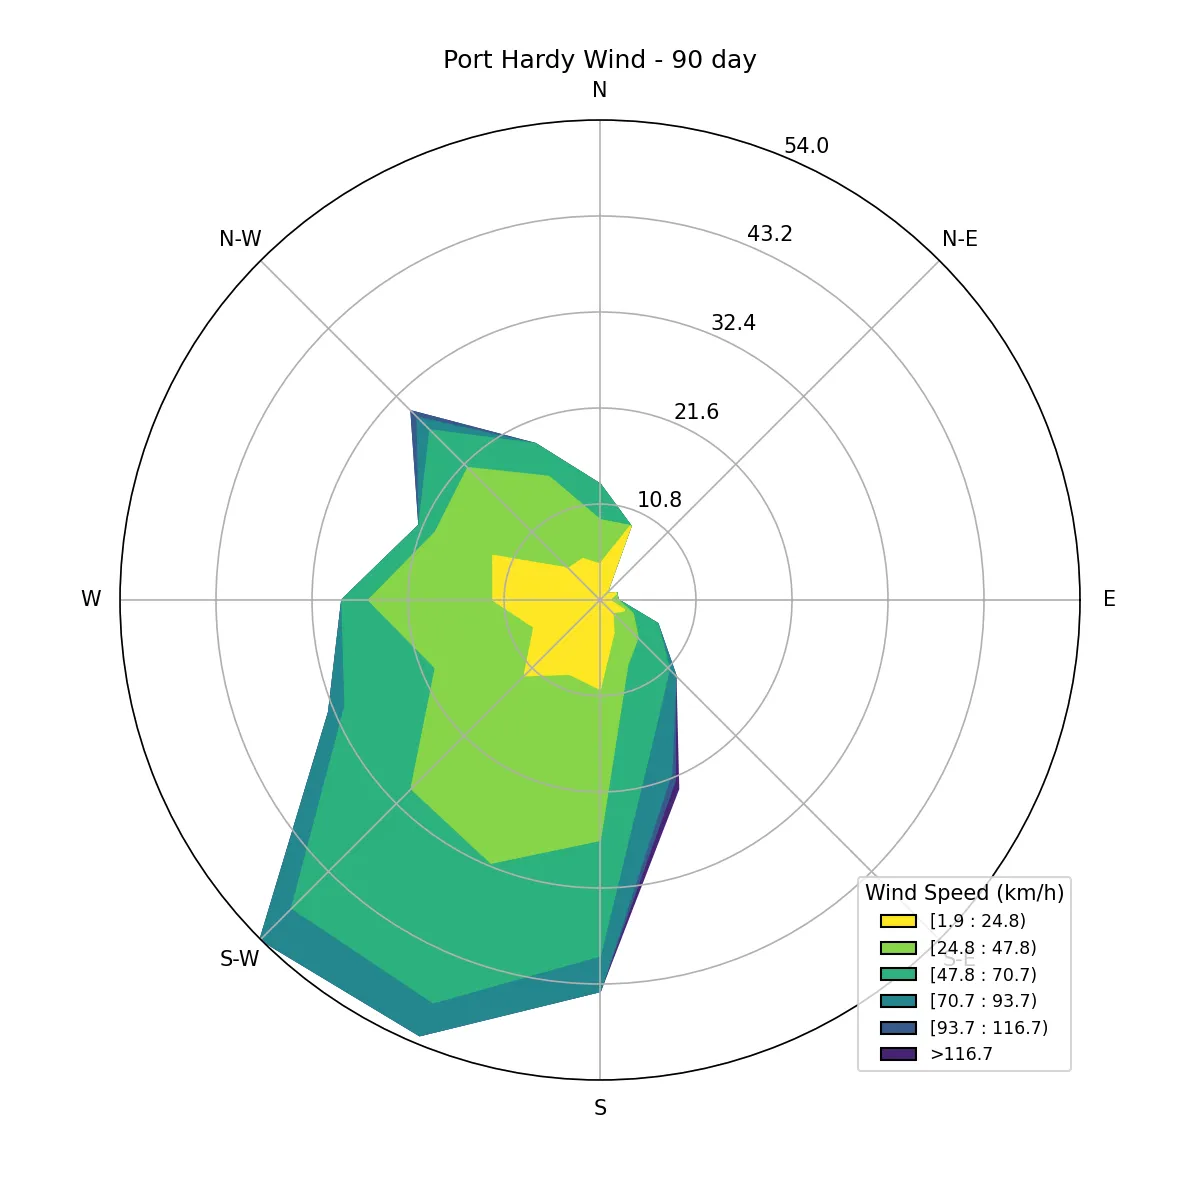 Port Hardy Wind - 90 day
N
54.0
N-W
43.2
N-E
32.4
21.6
10.8
W
E
S-W
S-E
S
Wind Speed (km/h)
[1.9 : 24.8)
[24.8 : 47.8)
[47.8 : 70.7)
[70.7 : 93.7)
[93.7 : 116.7)
>116.7